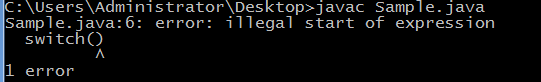 C:\Users\Administrator\Desktop>javac Sample.java
Sample.java:6: error: illegal start of expression
switch()
^
1 error